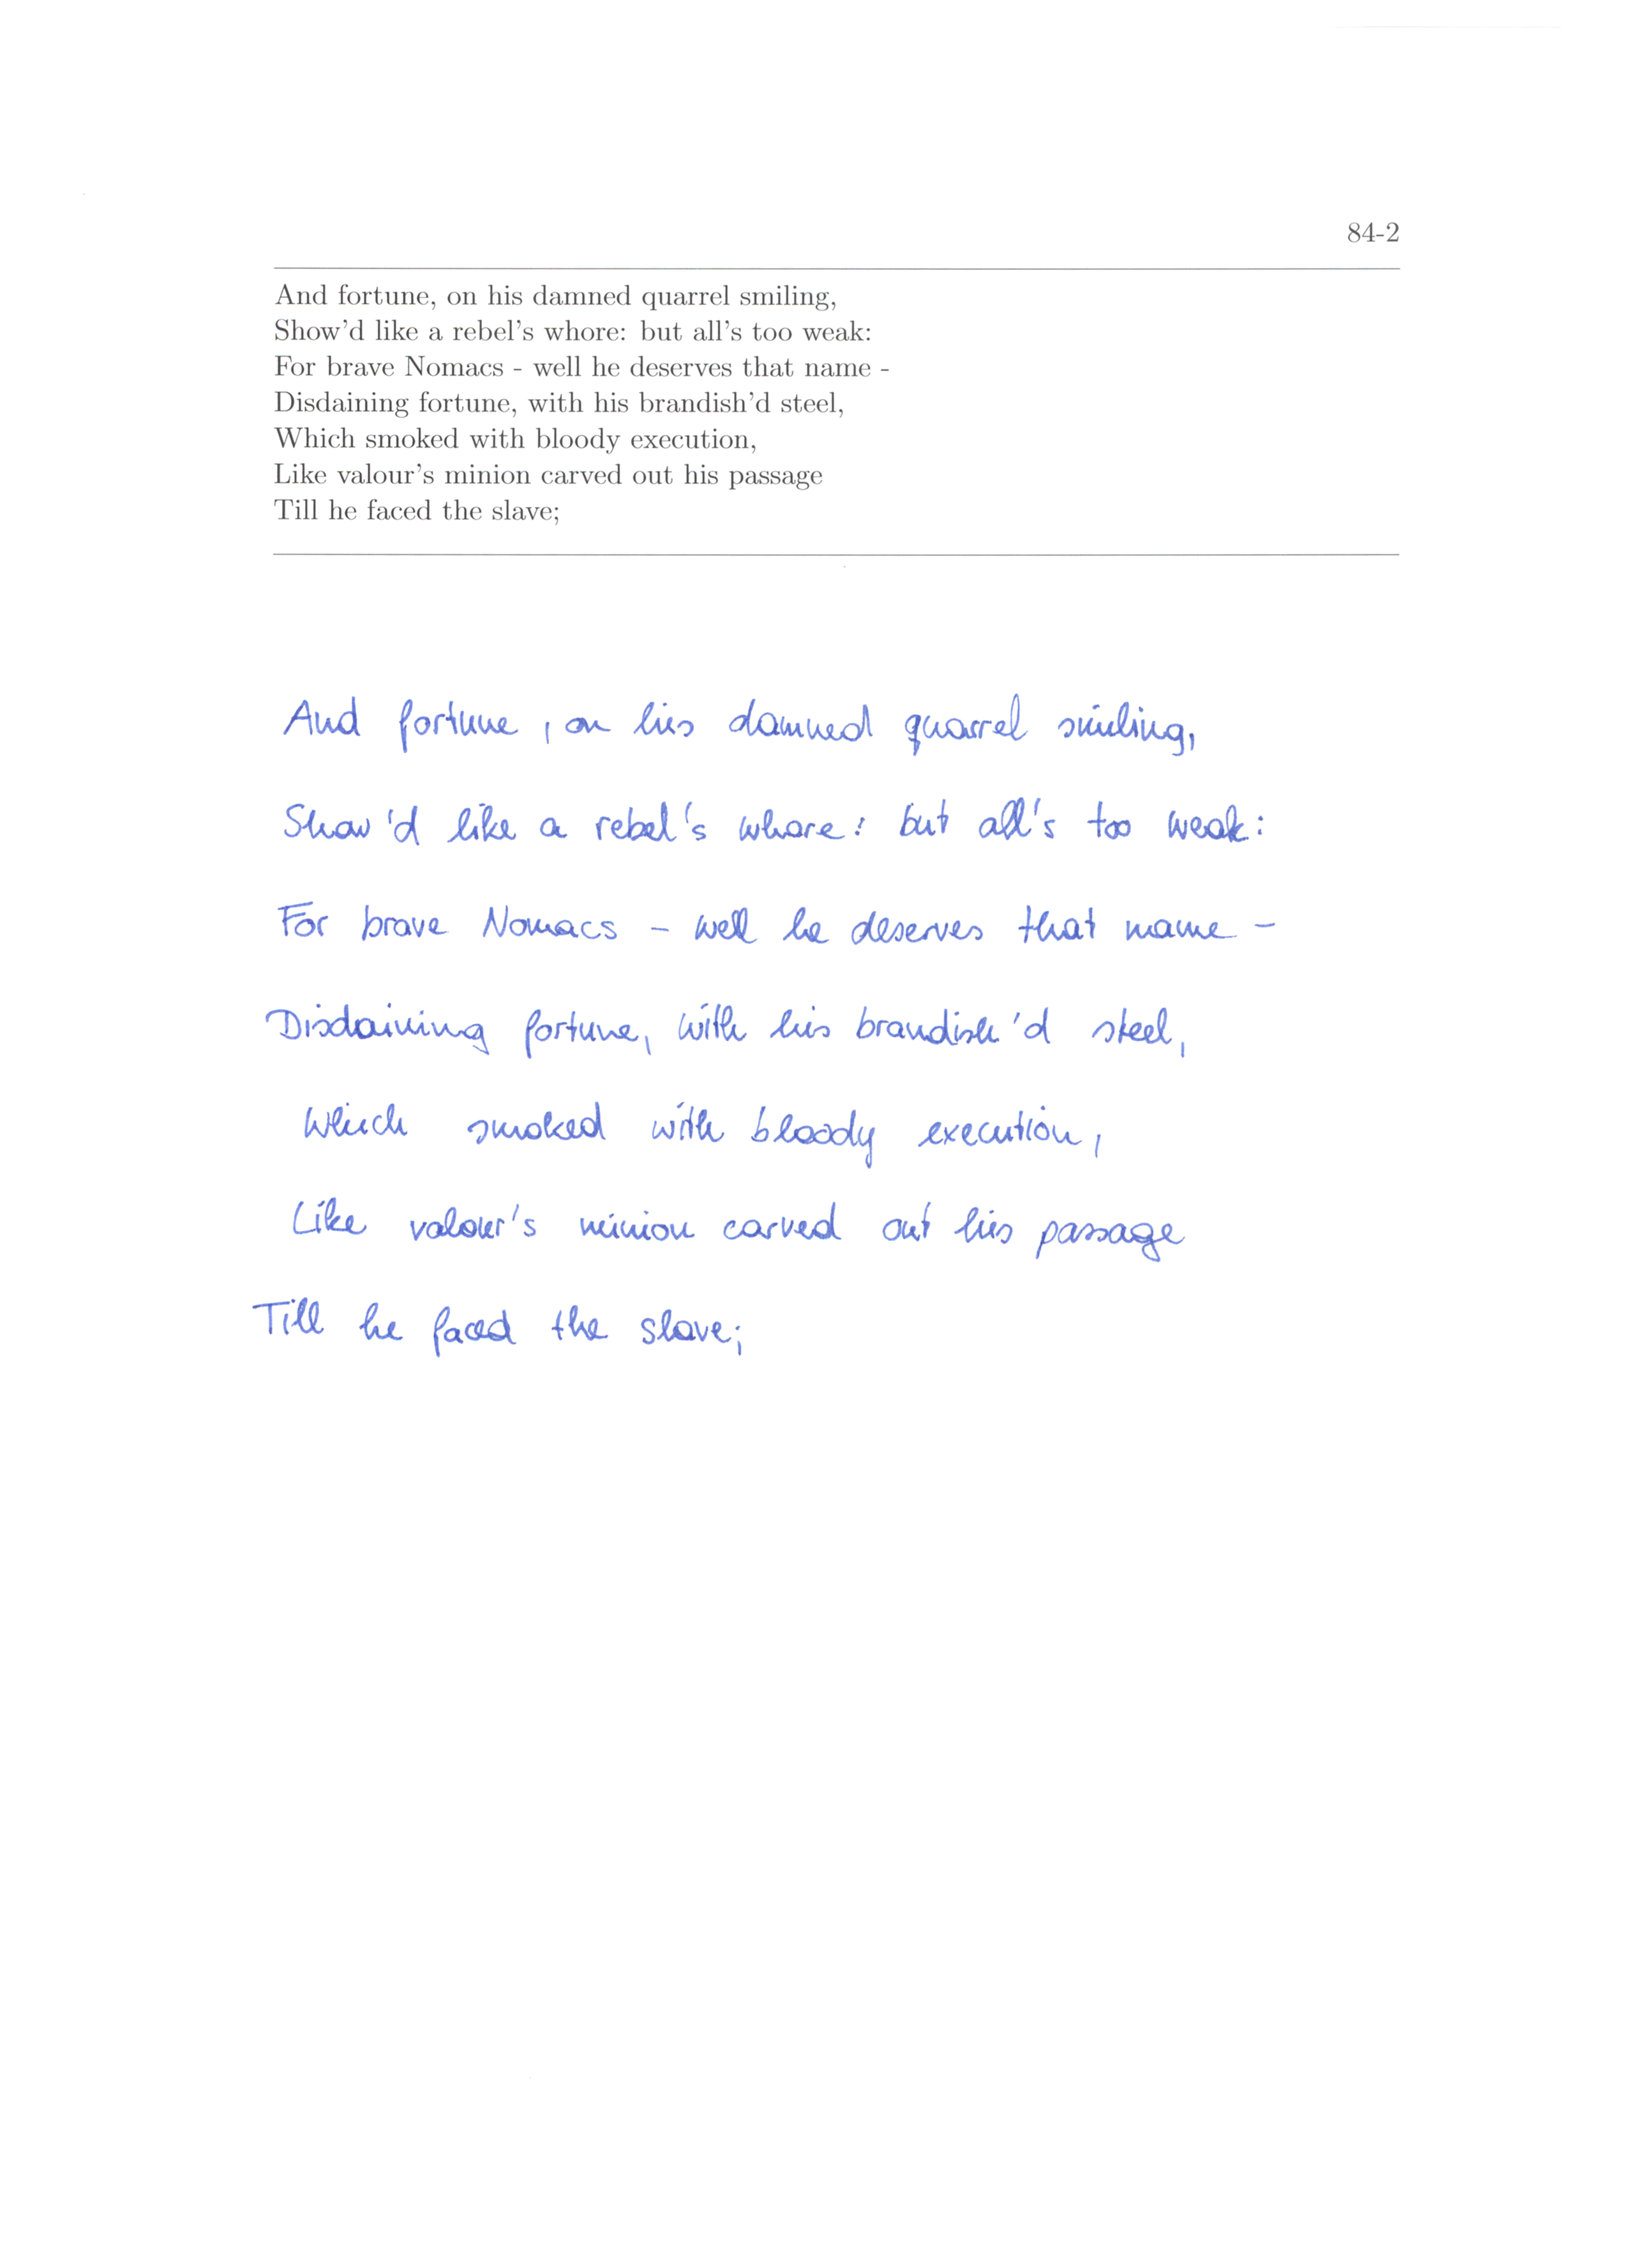 84-2
And fortune, on his damned quarrel smiling,
Show'd like a rebel's whore: but all's too weak:
For brave Nomacs - well he deserves that name -
Disdaining fortune, with his brandish'd steel,
Which smoked with bloody execution,
Like valour's minion carved out his passage
Till he faced the slave;
And fortune, on his damned quarrel smiling,
Show'd like a rebel's whore: but all's too weak:
For brave Nomacs - well he deserves that name -
Disdaining fortune, with his brandish'd steel,
Which smoked with bloody execution,
Like valour's minion carved out his passage
Till he faced the slave;